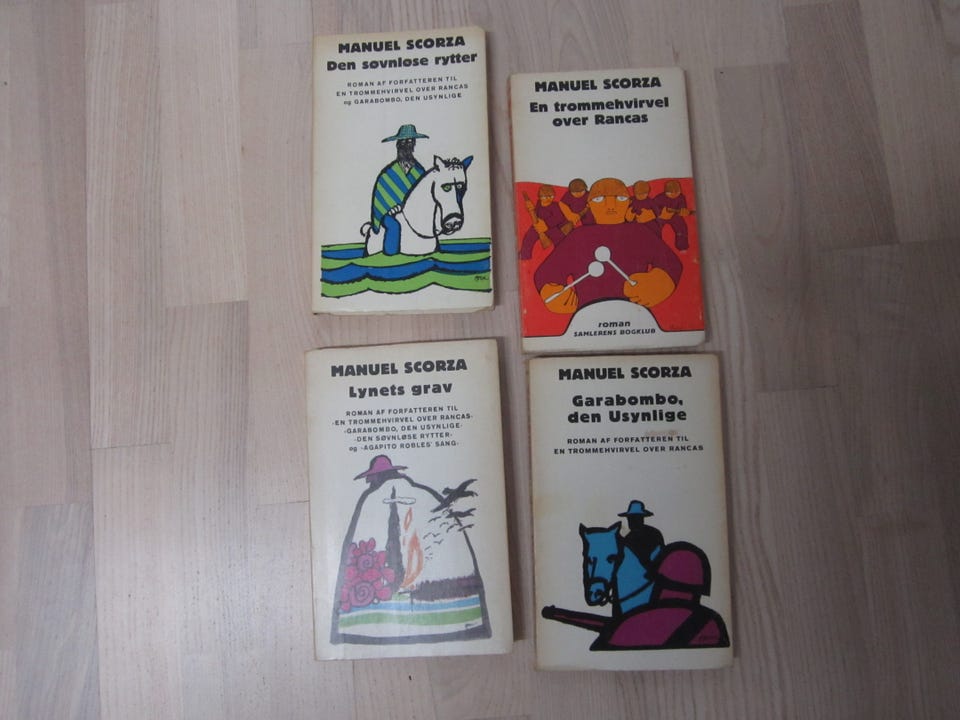 MANUEL SCORZA
Den søvnløse rytter
ROMAN AF FORFATTEREN TIL
EN TROMMEHVIRVEL OVER RANCAS
og GARABOMBO, DEN USYNLIGE
MANUEL SCORZA
En trommehvirvel
over Rancas
roman
SAMLERENS BOGKLUB
MANUEL SCORZA
Lynets grav
ROMAN AF FORFATTEREN TIL
·EN TROMMEHVIRVEL OVER RANCAS·
·GARABOMBO, DEN USYNLIGE·
·DEN SØVNLØSE RYTTER·
og ·AGAPITO ROBLES' SANG·
MANUEL SCORZA
Garabombo,
den Usynlige
ROMAN AF FORFATTEREN TIL
EN TROMMEHVIRVEL OVER RANCAS